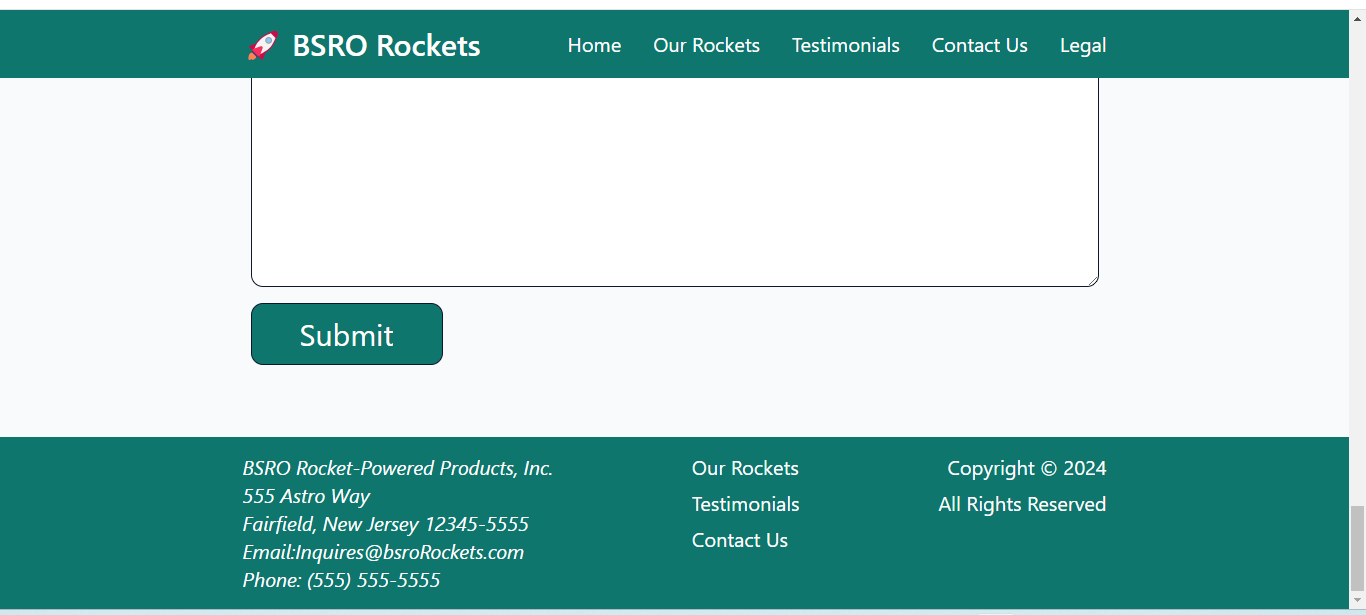 BSRO Rockets
Home Our Rockets Testimonials Contact Us Legal
Submit
BSRO Rocket-Powered Products, Inc.
555 Astro Way
Fairfield, New Jersey 12345-5555
Email:Inquires@bsroRockets.com
Phone: (555) 555-5555
Our Rockets
Testimonials
Contact Us
Copyright © 2024
All Rights Reserved